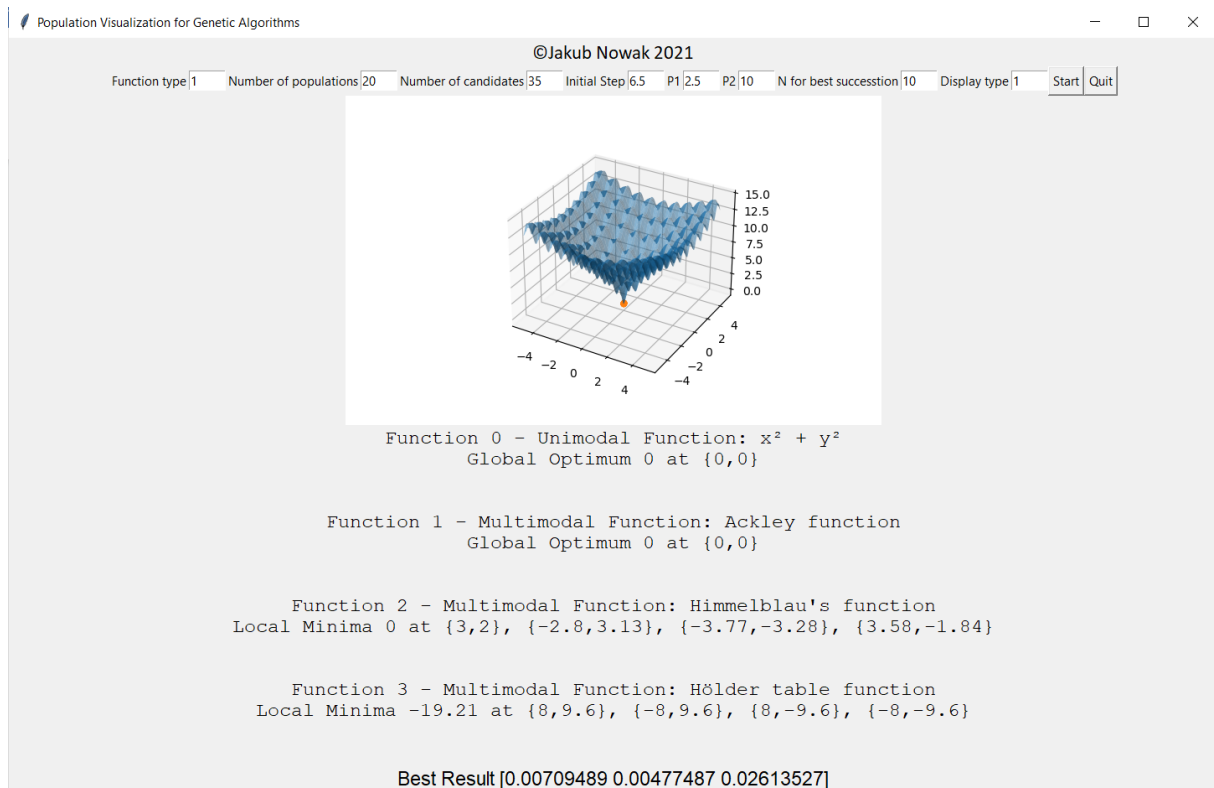 Population Visualization for Genetic Algorithms
©Jakub Nowak 2021
Function type 1 Number of populations 20 Number of candidates 35 Initial Step 6.5 P1 2.5 P2 10 N for best successtion 10 Display type 1 Start Quit
15.0
12.5
10.0
7.5
5.0
2.5
0.0
4
2
0
−2
−4
−4
−2
0
2
4
Function 0 - Unimodal Function: x² + y²
Global Optimum 0 at {0,0}
Function 1 - Multimodal Function: Ackley function
Global Optimum 0 at {0,0}
Function 2 - Multimodal Function: Himmelblau's function
Local Minima 0 at {3,2}, {-2.8,3.13}, {-3.77,-3.28}, {3.58,-1.84}
Function 3 - Multimodal Function: Hölder table function
Local Minima -19.21 at {8,9.6}, {-8,9.6}, {8,-9.6}, {-8,-9.6}
Best Result [0.00709489 0.00477487 0.02613527]